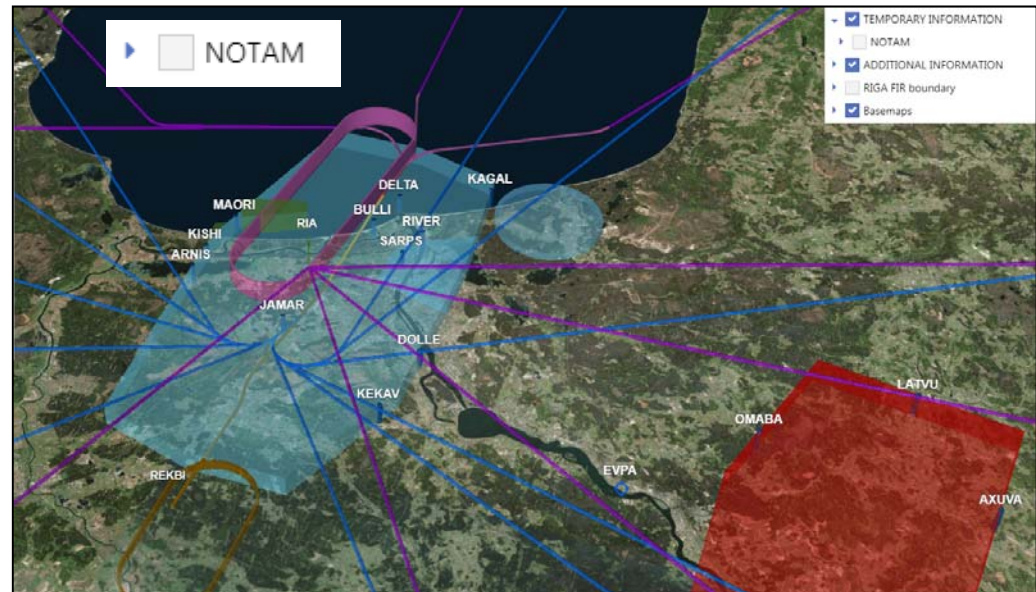 NOTAM
TEMPORARY INFORMATION
NOTAM
ADDITIONAL INFORMATION
RIGA FIR boundary
Basemaps
DELTA
KAGAL
MAORI
BULLI
RIA
RIVER
KISHI
SARPS
ARNIS
JAMAR
DOLLE
LATVU
KEKAV
OMABA
REKBI
EVPA
AXUVA